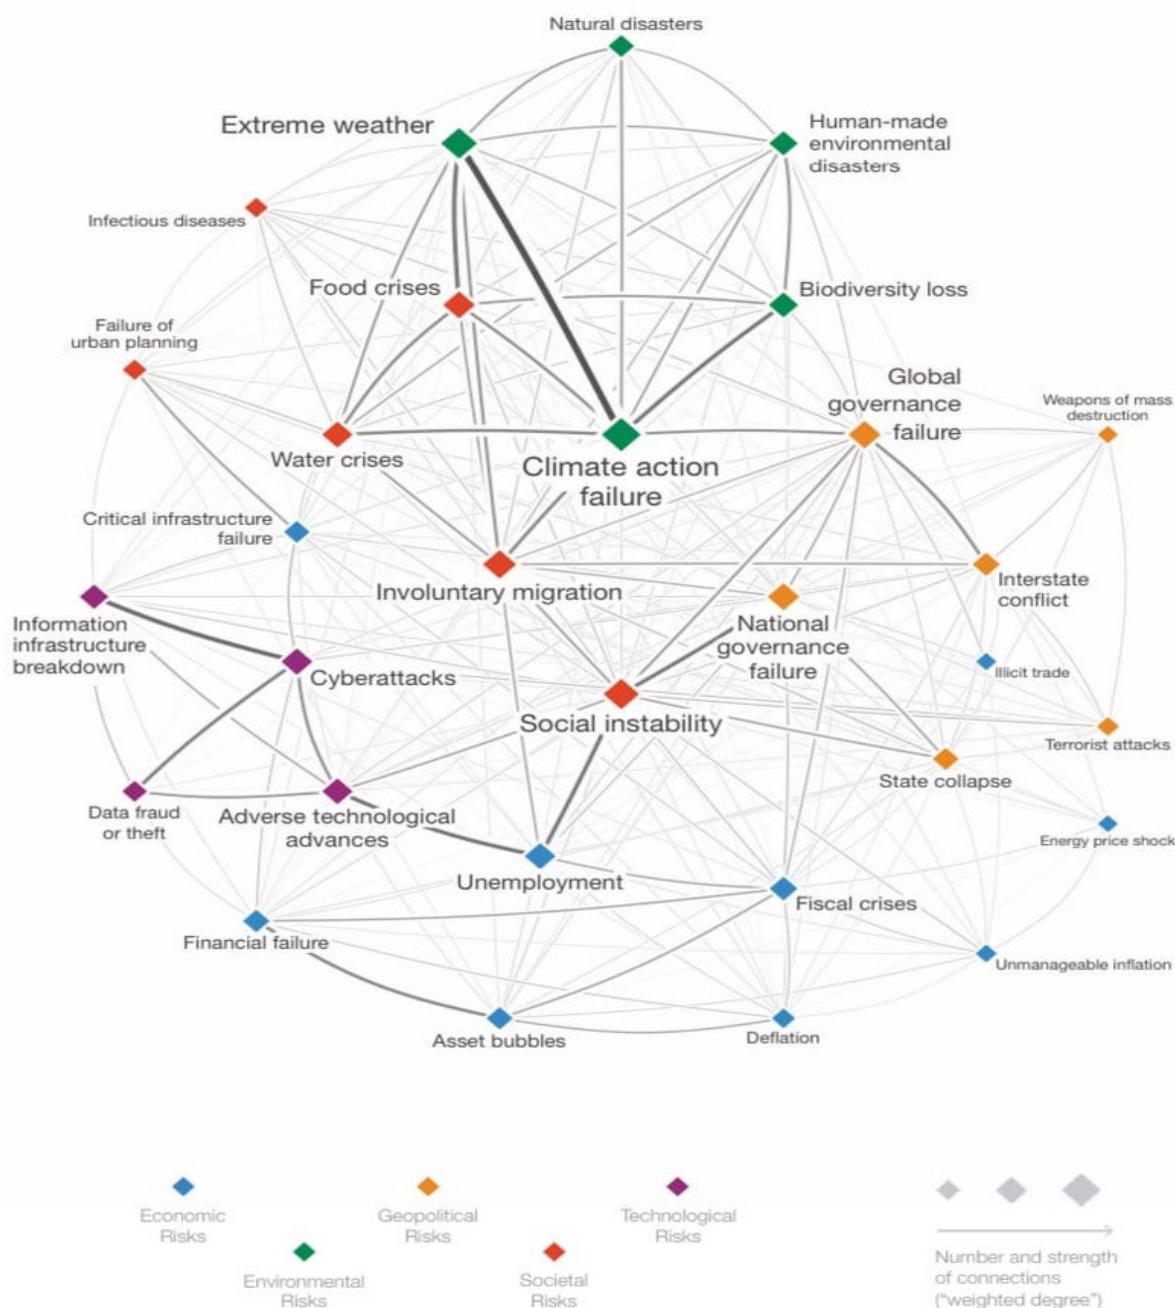 Natural disasters
Extreme weather
Human-made
environmental
disasters
Infectious diseases
Food crises
Biodiversity loss
Failure of
urban planning
Global
governance
failure
Weapons of mass
destruction
Water crises
Climate action
failure
Critical infrastructure
failure
Involuntary migration
Interstate
conflict
Information
infrastructure
breakdown
National
governance
failure
Cyberattacks
Illicit trade
Social instability
Terrorist attacks
State collapse
Data fraud
or theft
Adverse technological
advances
Energy price shock
Unemployment
Fiscal crises
Financial failure
Unmanageable inflation
Asset bubbles
Deflation
Economic
Risks
Geopolitical
Risks
Technological
Risks
Environmental
Risks
Societal
Risks
Number and strength
of connections
("weighted degree")